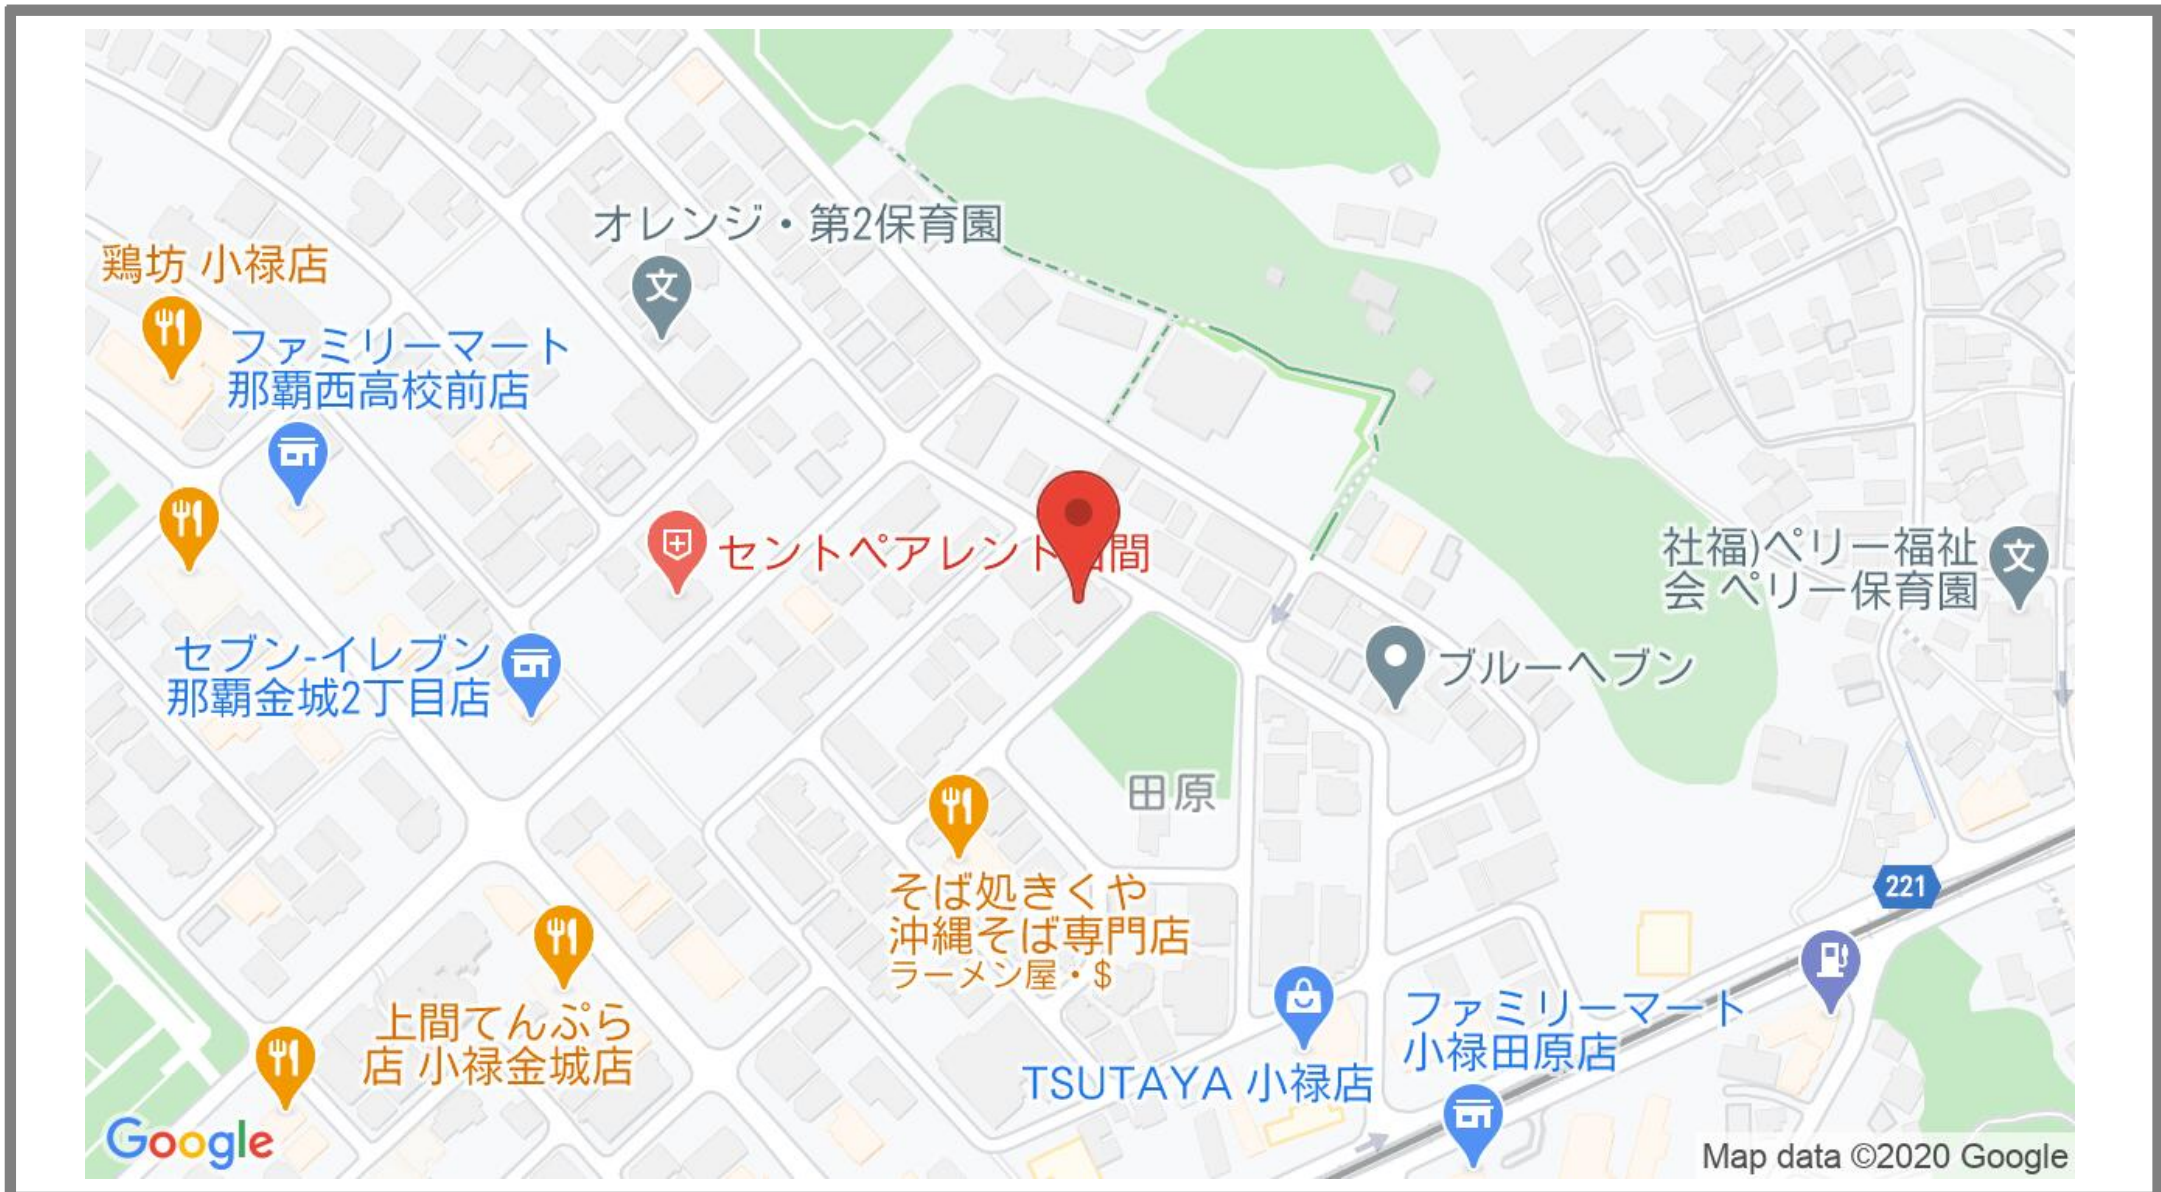 オレンジ・第2保育園
文
鶏坊 小禄店
ファミリーマート
那覇西高校前店
セントペアレント
間
社福)ペリー福祉
会 ペリー保育園
文
セブン-イレブン
那覇金城2丁目店
ブルーヘブン
田原
そば処きくや
沖縄そば専門店
ラーメン屋・$
221
上間てんぷら
店 小禄金城店
ファミリーマート
小禄田原店
TSUTAYA 小禄店
Google
Map data ©2020 Google